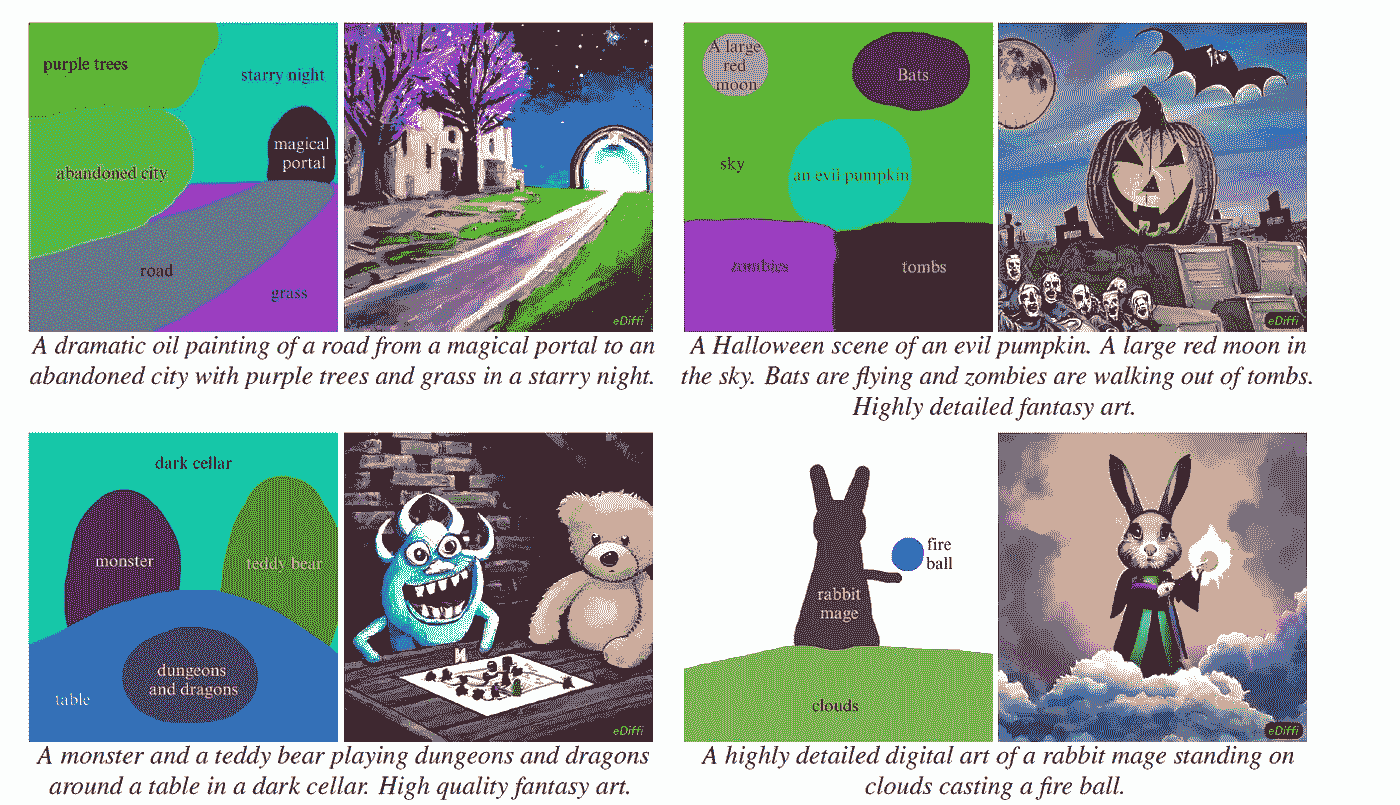 purple trees
starry night
magical
portal
abandoned city
road
grass
eDiffi
A large
red
moon
Bats
sky
an evil pumpkin
zombies
tombs
eDiffi
A dramatic oil painting of a road from a magical portal to an
abandoned city with purple trees and grass in a starry night.
A Halloween scene of an evil pumpkin. A large red moon in
the sky. Bats are flying and zombies are walking out of tombs.
Highly detailed fantasy art.
dark cellar
monster
teddy bear
dungeons
and dragons
table
eDiffi
fire
ball
rabbit
mage
clouds
eDiffi
A monster and a teddy bear playing dungeons and dragons
around a table in a dark cellar. High quality fantasy art.
A highly detailed digital art of a rabbit mage standing on
clouds casting a fire ball.